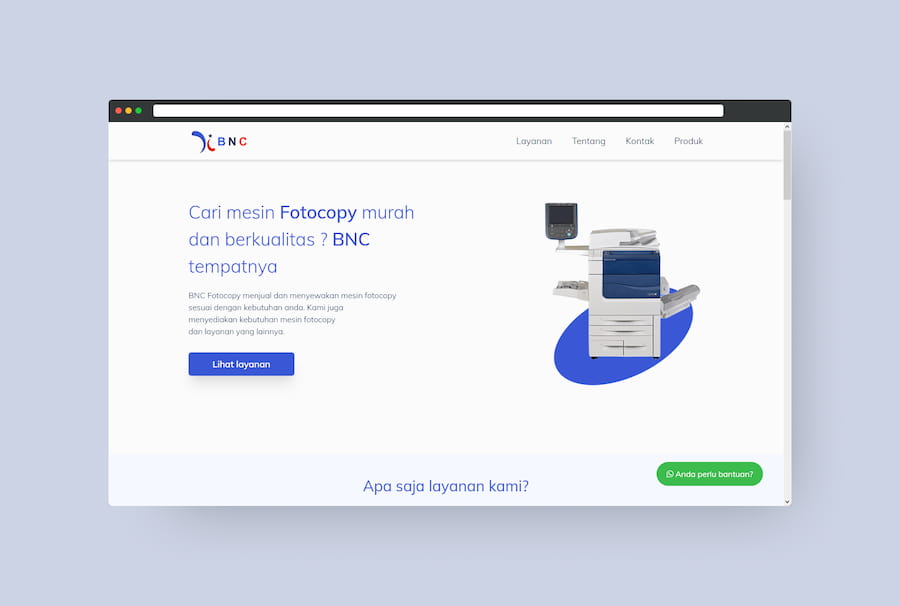 BNC
Layanan
Tentang
Kontak
Produk
Cari mesin Fotocopy murah
dan berkualitas ? BNC
tempatnya
BNC Fotocopy menjual dan menyewakan mesin fotocopy
sesuai dengan kebutuhan anda. Kami juga
menyediakan kebutuhan mesin fotocopy
dan layanan yang lainnya.
Lihat layanan
Anda perlu bantuan?
Apa saja layanan kami?